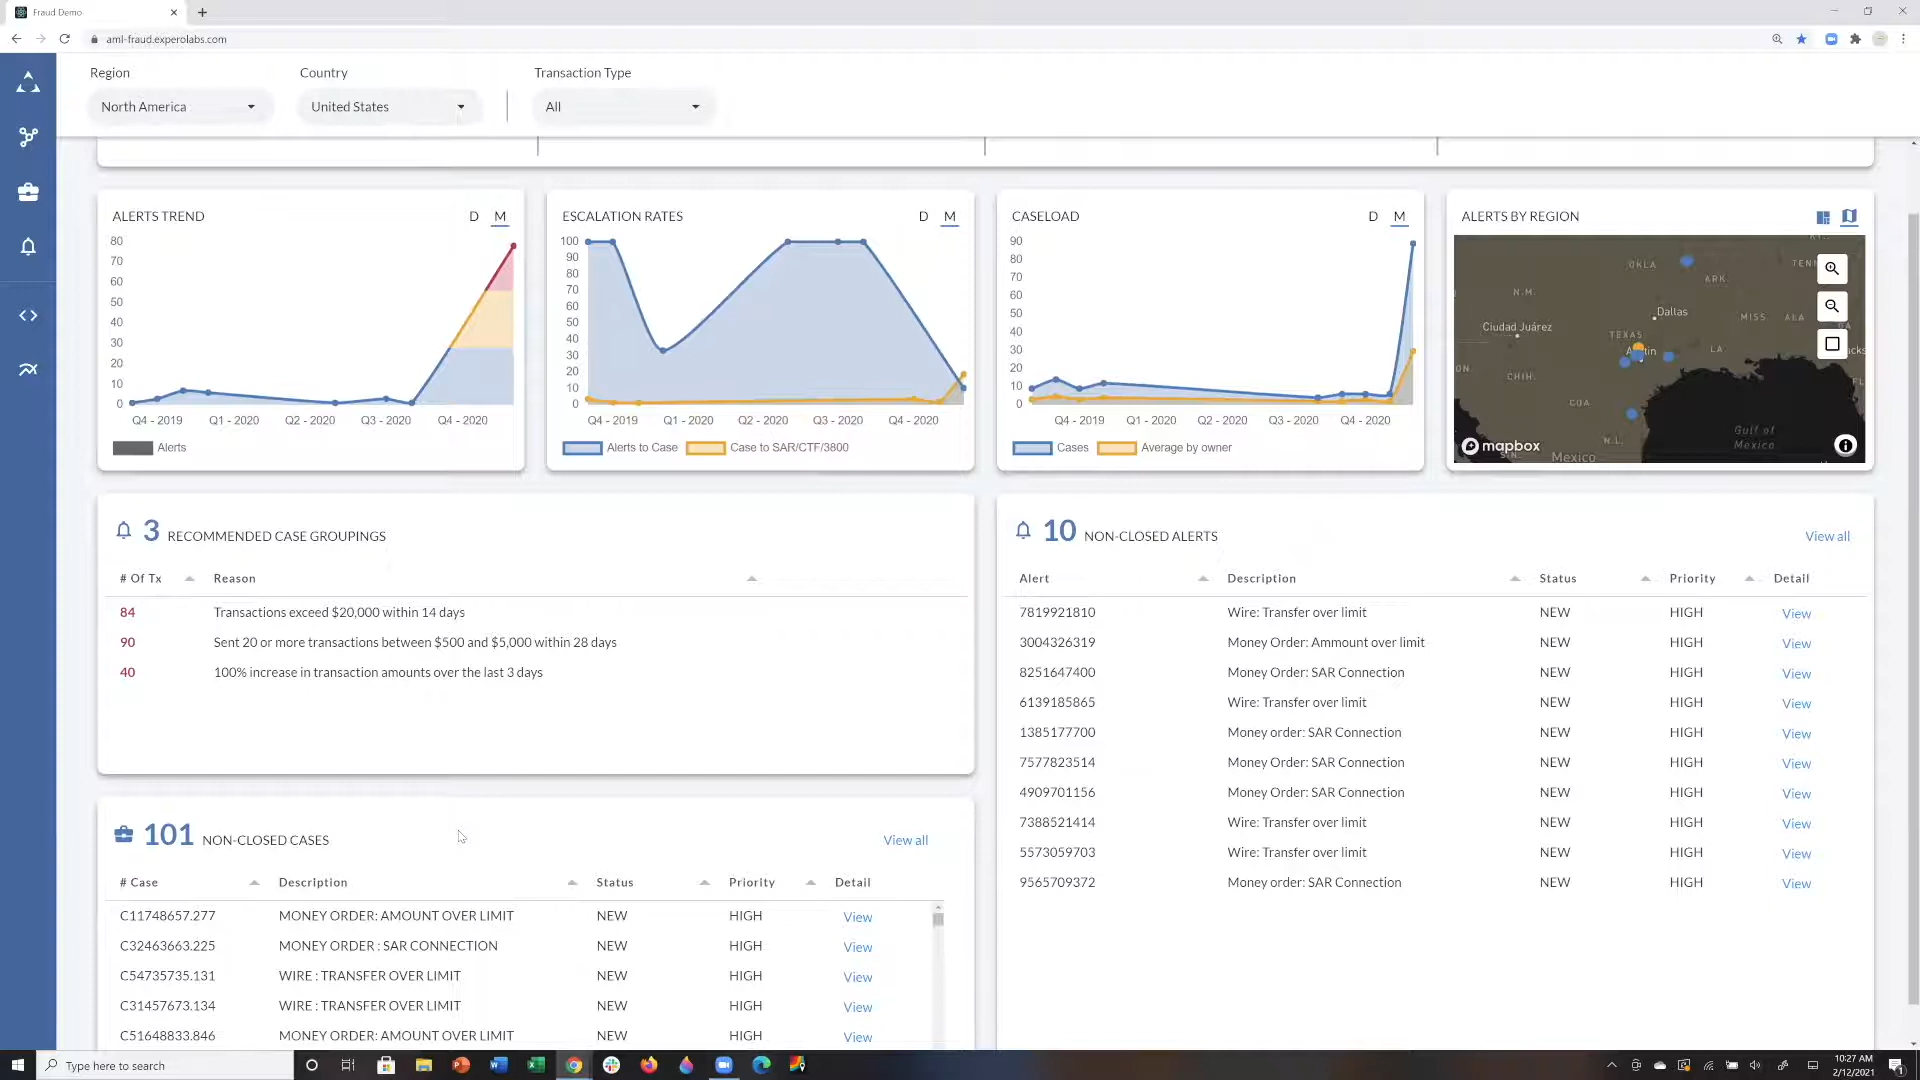 Fraud Demo
aml-fraud.experolabs.com
Region Country Transaction Type
North America United States All
ALERTS TREND D M
80
70
60
50
40
30
20
10
0
Q4 - 2019 Q1 - 2020 Q2 - 2020 Q3 - 2020 Q4 - 2020
Alerts
ESCALATION RATES D M
100
90
80
70
60
50
40
30
20
10
0
Q4 - 2019 Q1 - 2020 Q2 - 2020 Q3 - 2020 Q4 - 2020
Alerts to Case Case to SAR/CTF/3800
CASELOAD D M
90
80
70
60
50
40
30
20
10
0
Q4 - 2019 Q1 - 2020 Q2 - 2020 Q3 - 2020 Q4 - 2020
Cases Average by owner
ALERTS BY REGION
OKLA TENN
ARK.
N.M.
Dallas
MISS ALA
Ciudad Juárez
TEXAS
LA.
CHIH.
COA
FL
Gulf of
Mexico
N.L.
mapbox
Mexico
3 RECOMMENDED CASE GROUPINGS
# Of Tx Reason
84 Transactions exceed $20,000 within 14 days
90 Sent 20 or more transactions between $500 and $5,000 within 28 days
40 100% increase in transaction amounts over the last 3 days
10 NON-CLOSED ALERTS View all
Alert Description Status Priority Detail
7819921810 Wire: Transfer over limit NEW HIGH View
3004326319 Money Order: Ammount over limit NEW HIGH View
8251647400 Money Order: SAR Connection NEW HIGH View
6139185865 Wire: Transfer over limit NEW HIGH View
1385177700 Money order: SAR Connection NEW HIGH View
7577823514 Money Order: SAR Connection NEW HIGH View
4909701156 Money Order: SAR Connection NEW HIGH View
7388521414 Wire: Transfer over limit NEW HIGH View
5573059703 Wire: Transfer over limit NEW HIGH View
9565709372 Money order: SAR Connection NEW HIGH View
101 NON-CLOSED CASES View all
# Case Description Status Priority Detail
C11748657.277 MONEY ORDER: AMOUNT OVER LIMIT NEW HIGH View
C32463663.225 MONEY ORDER : SAR CONNECTION NEW HIGH View
C54735735.131 WIRE : TRANSFER OVER LIMIT NEW HIGH View
C31457673.134 WIRE : TRANSFER OVER LIMIT NEW HIGH View
C51648833.846 MONEY ORDER: AMOUNT OVER LIMIT NEW HIGH View
Type here to search
10:27 AM
2/12/2021